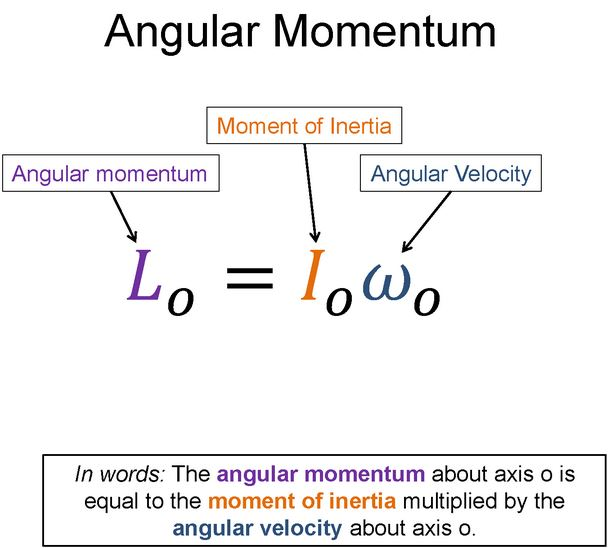 Angular Momentum
Moment of Inertia
Angular momentum
Angular Velocity
Lₒ = Iₒωₒ
In words: The angular momentum about axis o is
equal to the moment of inertia multiplied by the
angular velocity about axis o.